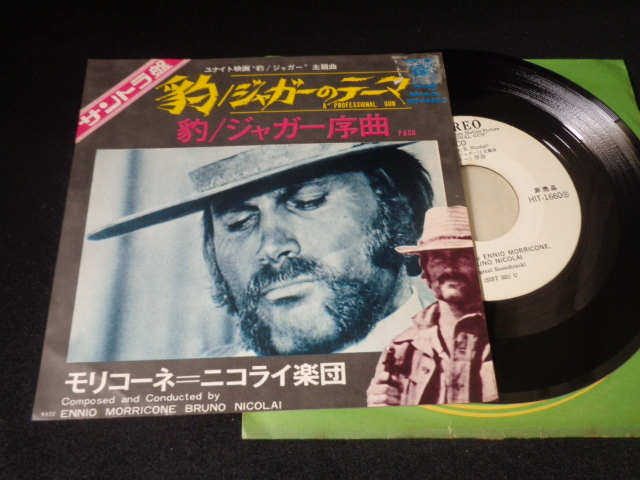 サントラ盤
ユナイト映画"豹/ジャガー"主題曲
豹/ジャガーのテーマ
A PROFESSIONAL GUN
豹/ジャガー序曲 PACO
モリコーネ=ニコライ楽団
Composed and Conducted by
ENNIO MORRICONE BRUNO NICOLAI
¥400
非売品
HIT-1660
ENNIO MORRICONE,
UNO NICOLAI